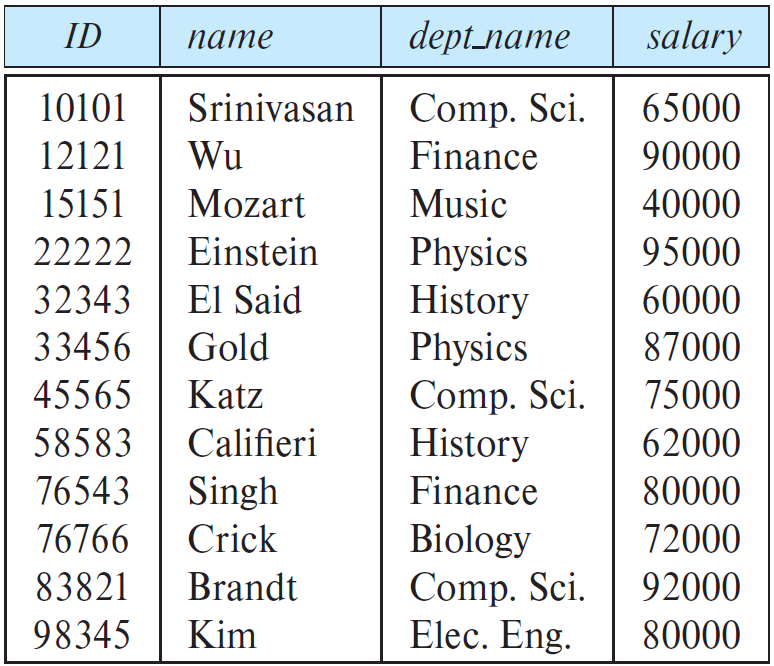 ID name dept_name salary
10101 Srinivasan Comp. Sci. 65000
12121 Wu Finance 90000
15151 Mozart Music 40000
22222 Einstein Physics 95000
32343 El Said History 60000
33456 Gold Physics 87000
45565 Katz Comp. Sci. 75000
58583 Califieri History 62000
76543 Singh Finance 80000
76766 Crick Biology 72000
83821 Brandt Comp. Sci. 92000
98345 Kim Elec. Eng. 80000